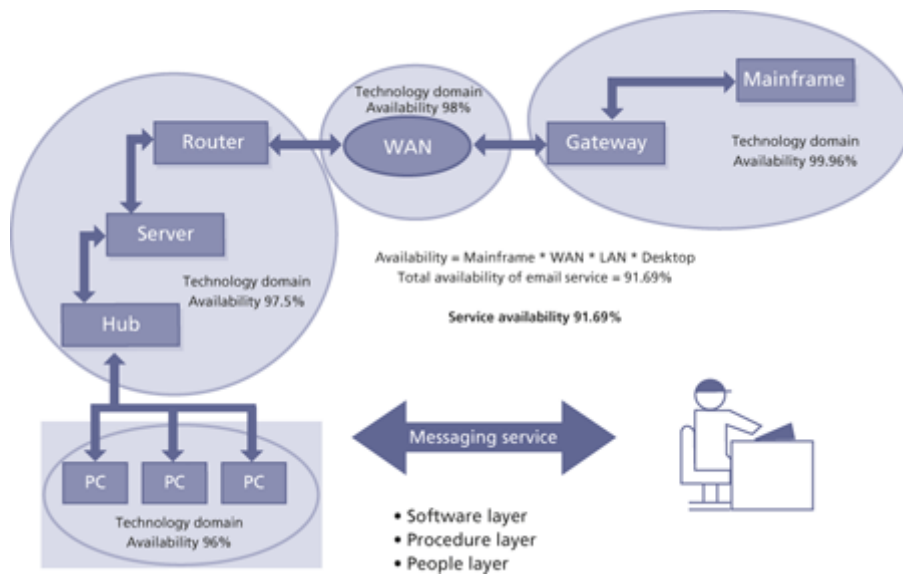 Mainframe
Technology domain
Availability 98%
Router
WAN
Gateway
Technology domain
Availability 99.96%
Server
Availability = Mainframe * WAN * LAN * Desktop
Total availability of email service = 91.69%
Technology domain
Availability 97.5%
Service availability 91.69%
Hub
Messaging service
PC
PC
PC
Technology domain
Availability 96%
• Software layer
• Procedure layer
• People layer